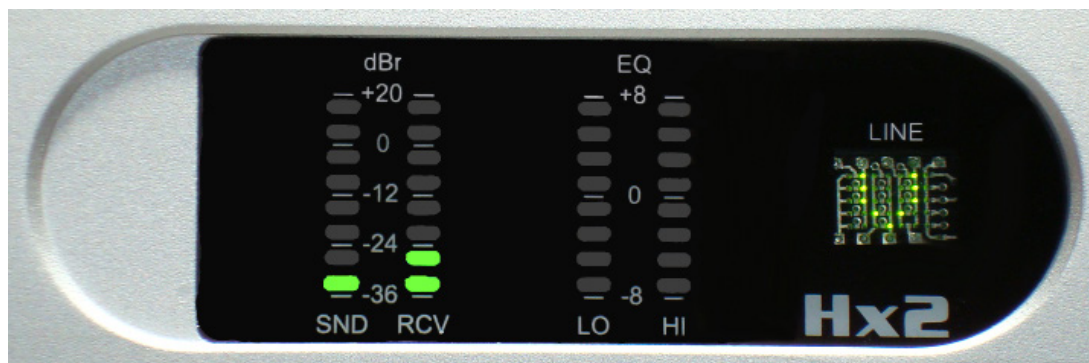 dBr
+20
0
-12
-24
-36
SND RCV
EQ
+8
0
-8
LO HI
LINE
Hx2